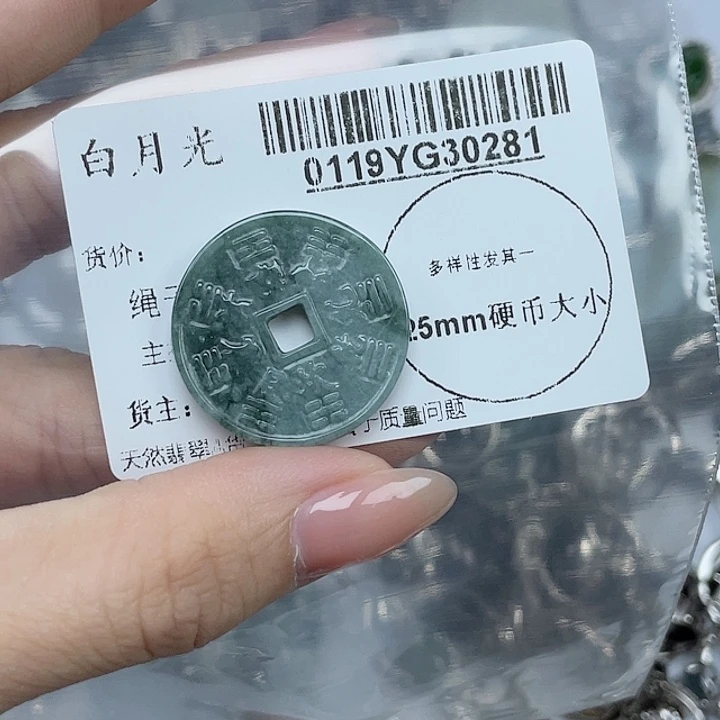 白月光
0119YG30281
货价:
多样性发其一
绳
25mm硬币大小
主
货主:
质量问题
天然翡翠